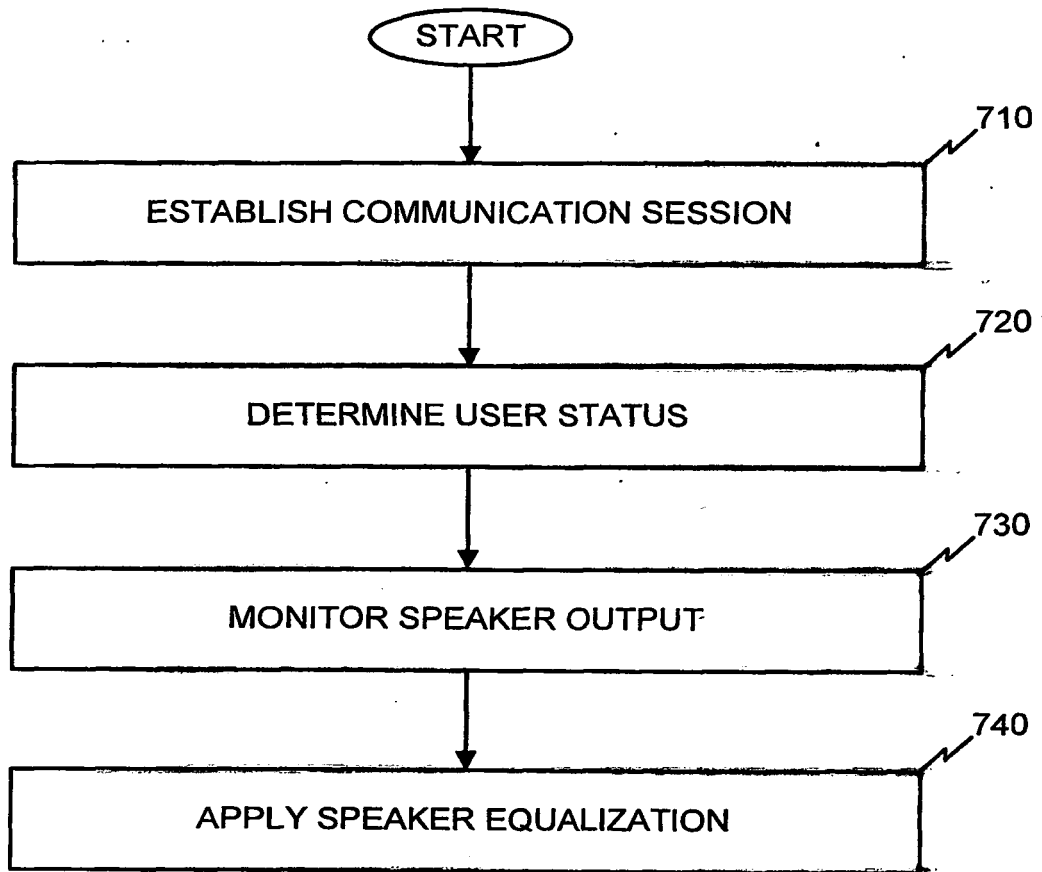 START
710
ESTABLISH COMMUNICATION SESSION
720
DETERMINE USER STATUS
730
MONITOR SPEAKER OUTPUT
740
APPLY SPEAKER EQUALIZATION